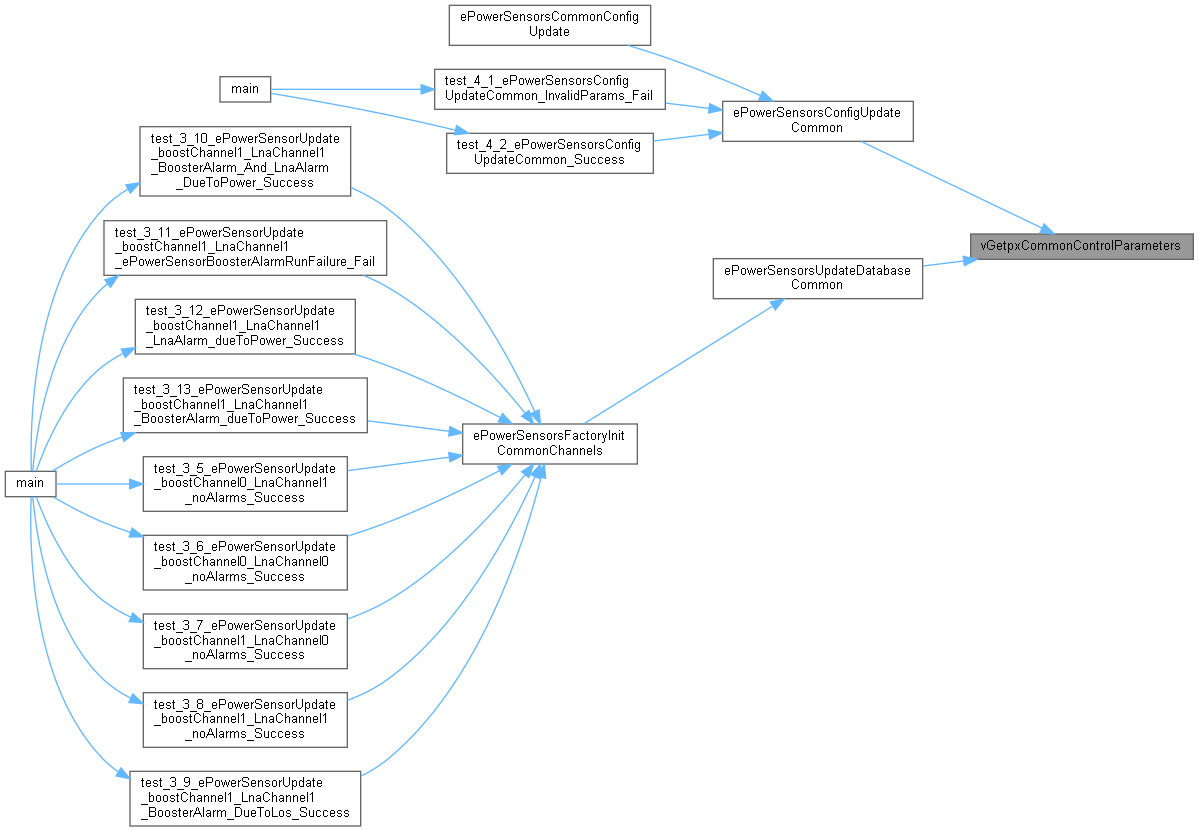 ePowerSensorsCommonConfig
Update
main
test_4_1_ePowerSensorsConfig
UpdateCommon_InvalidParams_Fail
ePowerSensorsConfigUpdate
Common
test_4_2_ePowerSensorsConfig
UpdateCommon_Success
test_3_10_ePowerSensorUpdate
_boostChannel1_LnaChannel1
_BoosterAlarm_And_LnaAlarm
_DueToPower_Success
test_3_11_ePowerSensorUpdate
_boostChannel1_LnaChannel1
_ePowerSensorBoosterAlarmRunFailure_Fail
vGetpxCommonControlParameters
ePowerSensorsUpdateDatabase
Common
test_3_12_ePowerSensorUpdate
_boostChannel1_LnaChannel1
_LnaAlarm_dueToPower_Success
test_3_13_ePowerSensorUpdate
_boostChannel1_LnaChannel1
_BoosterAlarm_dueToPower_Success
ePowerSensorsFactoryInit
CommonChannels
main
test_3_5_ePowerSensorUpdate
_boostChannel0_LnaChannel1
_noAlarms_Success
test_3_6_ePowerSensorUpdate
_boostChannel0_LnaChannel0
_noAlarms_Success
test_3_7_ePowerSensorUpdate
_boostChannel1_LnaChannel0
_noAlarms_Success
test_3_8_ePowerSensorUpdate
_boostChannel1_LnaChannel1
_noAlarms_Success
test_3_9_ePowerSensorUpdate
_boostChannel1_LnaChannel1
_BoosterAlarm_DueToLos_Success